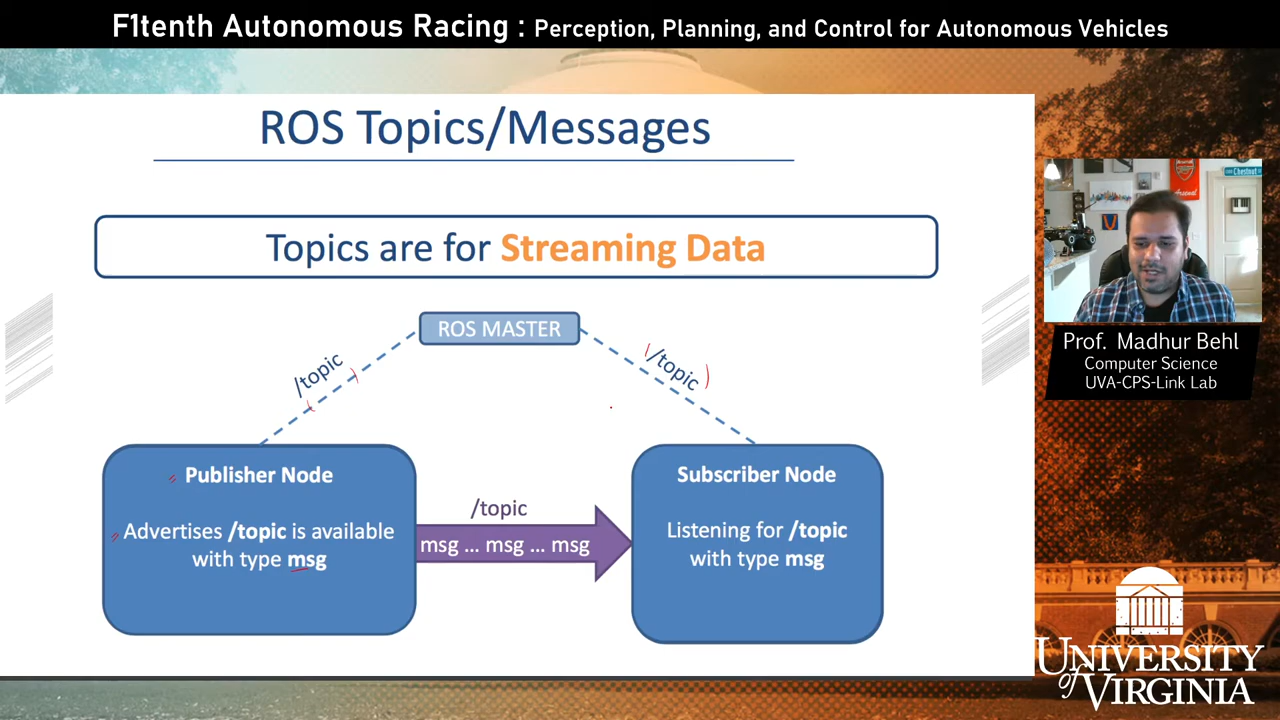 F1tenth Autonomous Racing : Perception, Planning, and Control for Autonomous Vehicles
ROS Topics/Messages
Topics are for Streaming Data
ROS MASTER
/topic
/topic
Publisher Node
Advertises /topic is available
with type msg
/topic
msg ... msg ... msg
Subscriber Node
Listening for /topic
with type msg
Chestnut
Arsenal
Prof. Madhur Behl
Computer Science
UVA-CPS-Link Lab
UNIVERSITY
of VIRGINIA